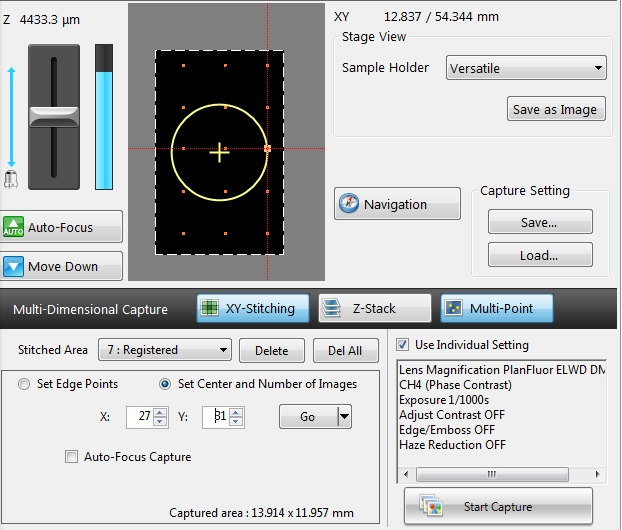 Z 4433.3 µm
XY 12.837 / 54.344 mm
Stage View
Sample Holder Versatile
Save as Image
Navigation
Capture Setting
Save...
Load...
AUTO Auto-Focus
Move Down
Multi-Dimensional Capture XY-Stitching Z-Stack Multi-Point
Stitched Area 7 : Registered Delete Del All
Set Edge Points Set Center and Number of Images
X: 27 Y: 31 Go
Auto-Focus Capture
Captured area : 13.914 x 11.957 mm
Use Individual Setting
Lens Magnification PlanFluor ELWD DM
CH4 (Phase Contrast)
Exposure 1/1000s
Adjust Contrast OFF
Edge/Emboss OFF
Haze Reduction OFF
Start Capture